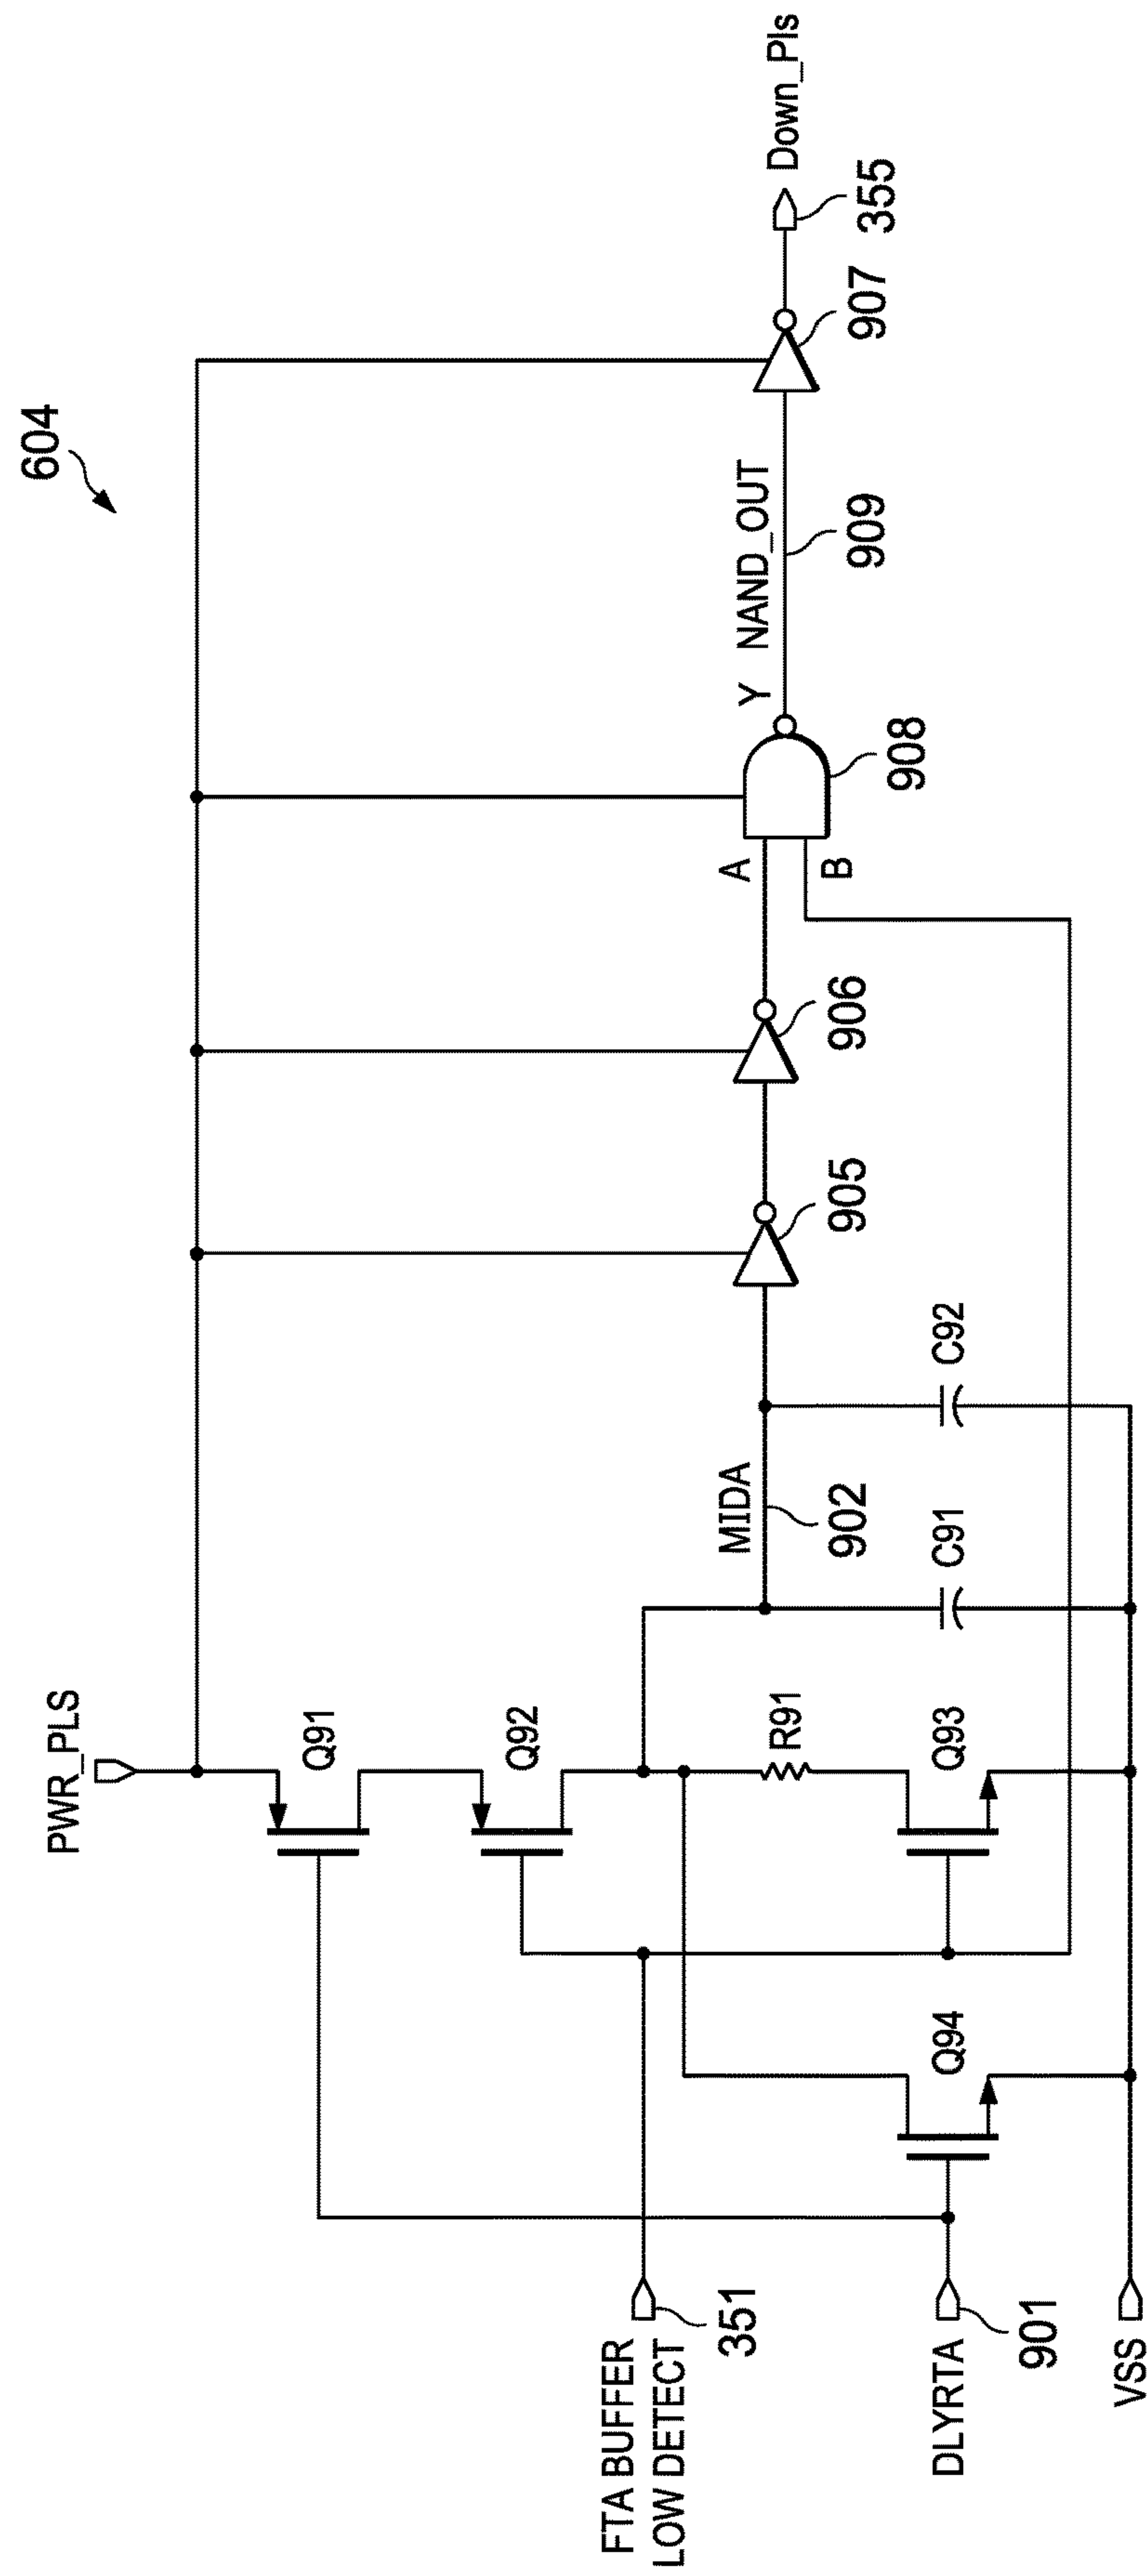 604
PWR_PLS
Q91
Q92
R91
Q93
Q94
FTA BUFFER
LOW DETECT
351
DLYRTA
901
VSS
MIDA
902
C91
C92
905
906
A
B
908
Y
NAND_OUT
909
907
355
Down_Pls